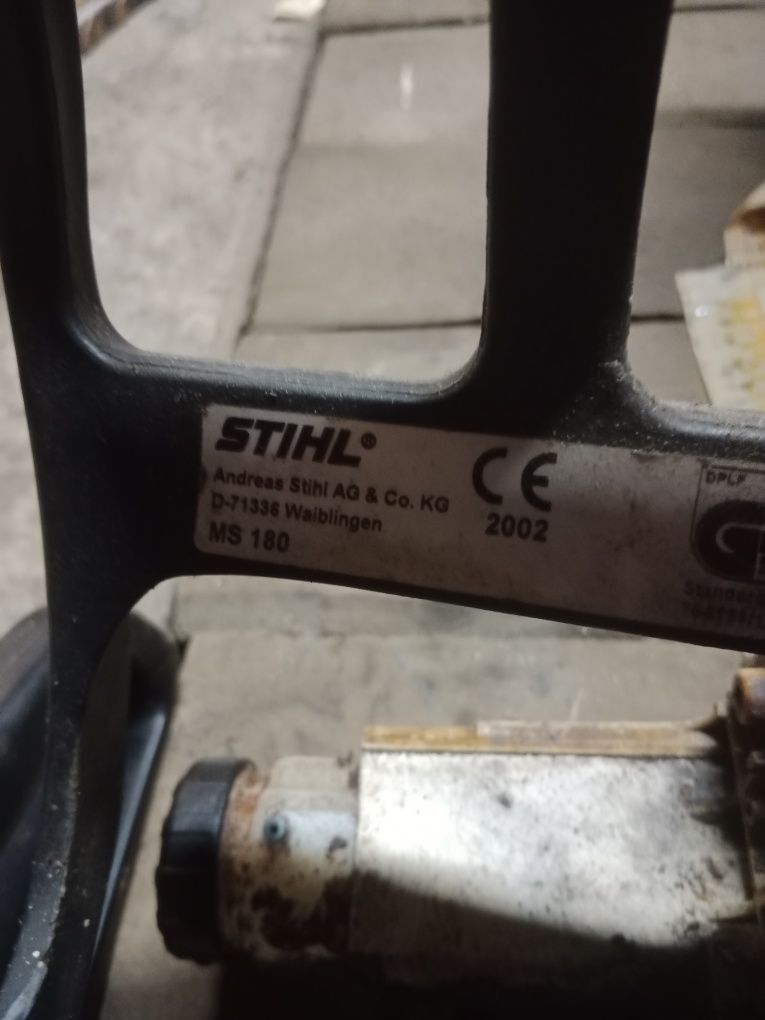 STIHL®
Andreas Stihl AG & Co. KG
D-71336 Waiblingen
MS 180
CE
2002
DPLF